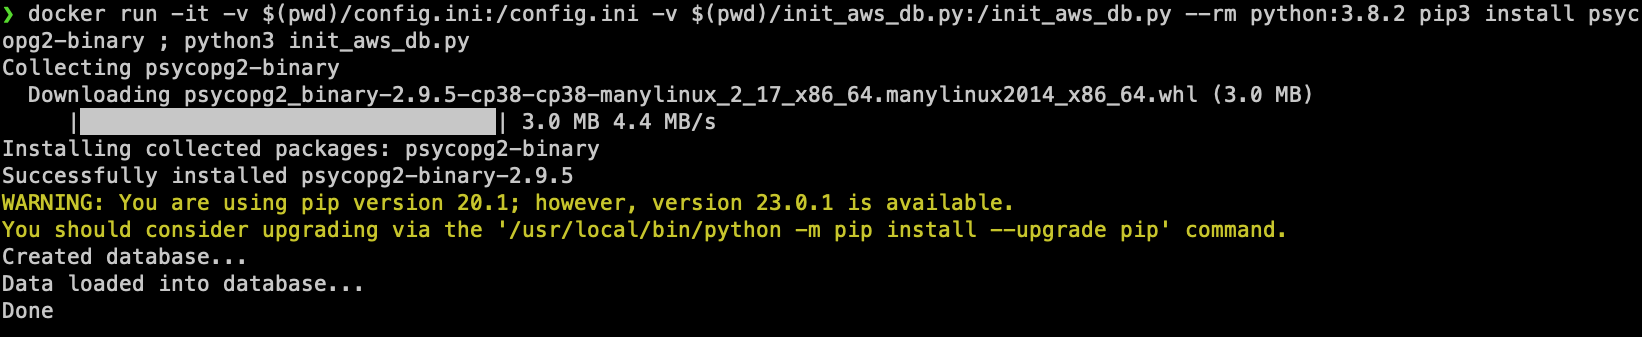 ❯ docker run -it -v $(pwd)/config.ini:/config.ini -v $(pwd)/init_aws_db.py:/init_aws_db.py --rm python:3.8.2 pip3 install psyc
opg2-binary ; python3 init_aws_db.py
Collecting psycopg2-binary
  Downloading psycopg2_binary-2.9.5-cp38-cp38-manylinux_2_17_x86_64.manylinux2014_x86_64.whl (3.0 MB)
     |████████████████████████████████| 3.0 MB 4.4 MB/s
Installing collected packages: psycopg2-binary
Successfully installed psycopg2-binary-2.9.5
WARNING: You are using pip version 20.1; however, version 23.0.1 is available.
You should consider upgrading via the '/usr/local/bin/python -m pip install --upgrade pip' command.
Created database...
Data loaded into database...
Done